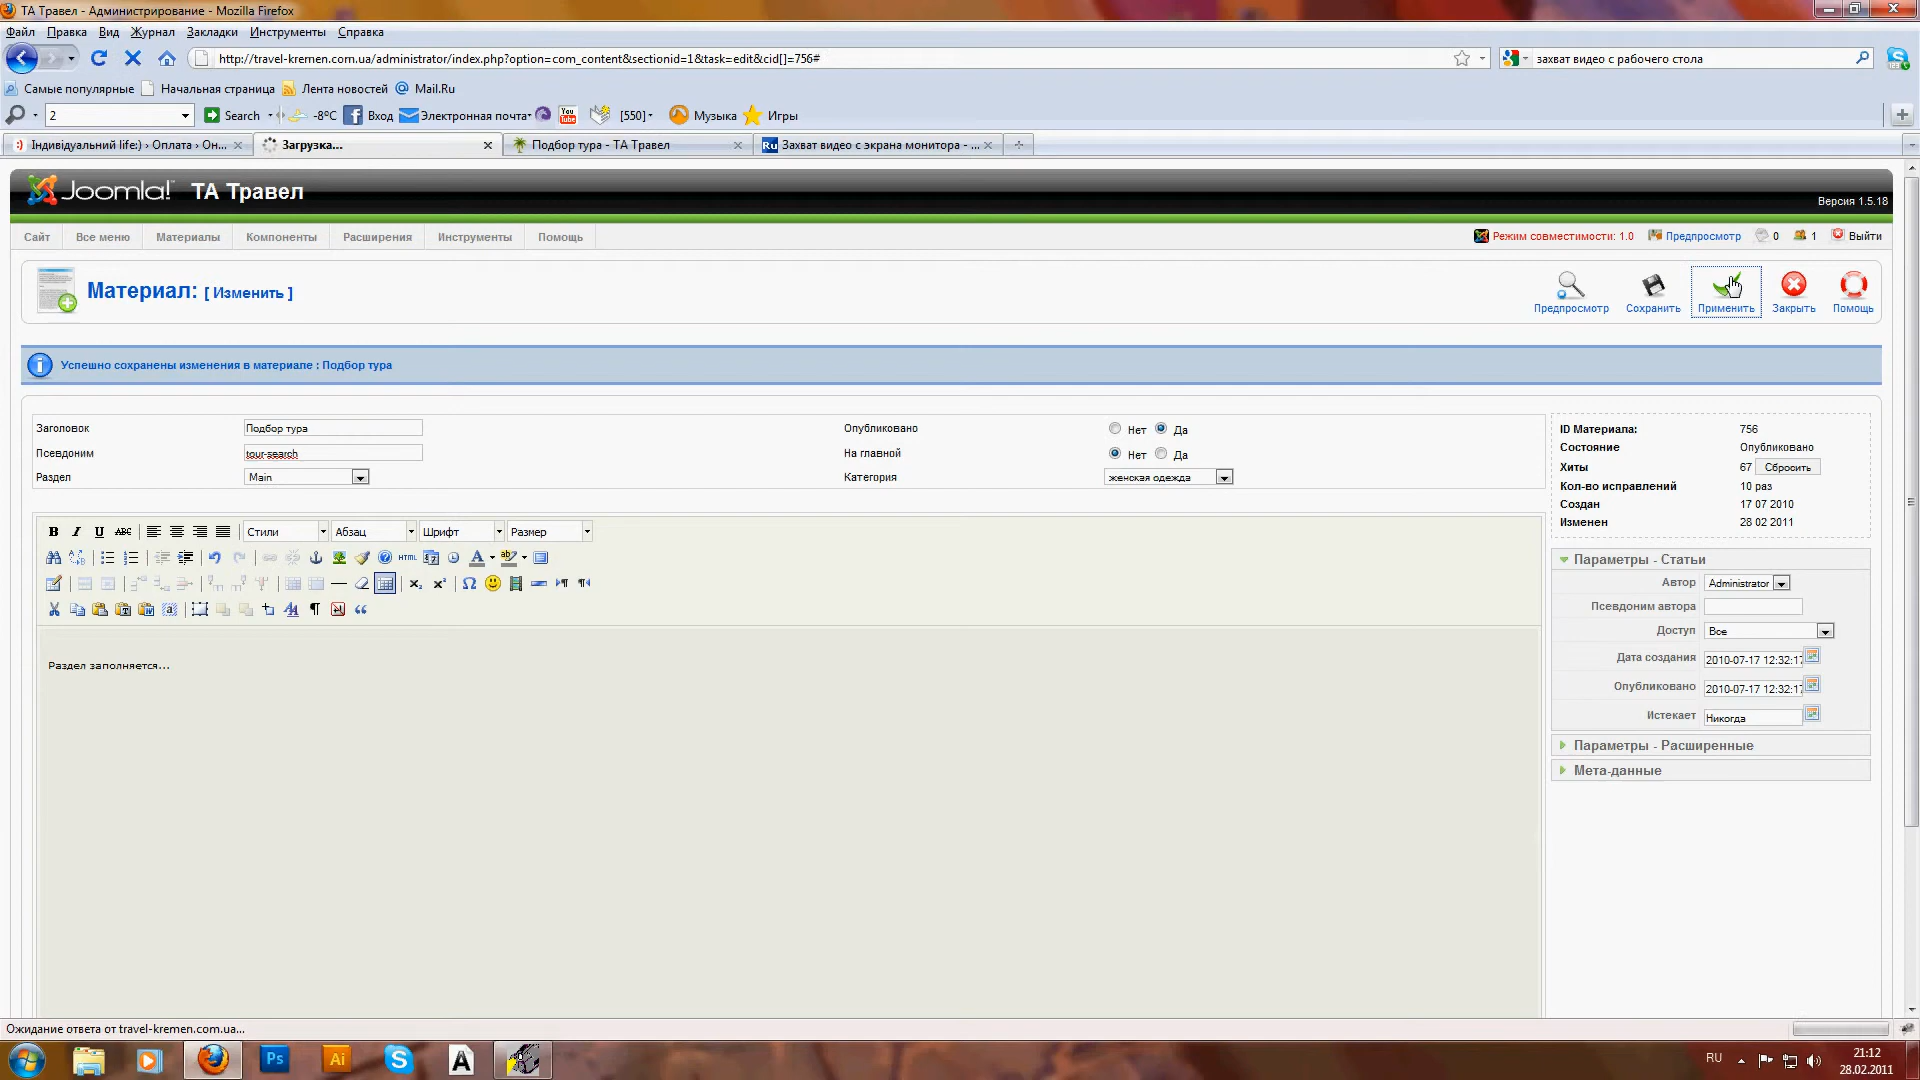 ТА Травел - Администрирование - Mozilla Firefox
Файл Правка Вид Журнал Закладки Инструменты Справка
http://travel-kremen.com.ua/administrator/index.php?option=com_content&sectionid=1&task=edit&cid[]=756#
захват видео с рабочего стола
Самые популярные Начальная страница Лента новостей Mail.Ru
2 Search -8°C Вход Электронная почта [550] Музыка Игры
Індивідуальний life:) › Оплата › Он... Загрузка... Подбор тура - ТА Травел Ru Захват видео с экрана монитора - ...
Joomla! ТА Травел
Версия 1.5.18
Сайт Все меню Материалы Компоненты Расширения Инструменты Помощь
Режим совместимости: 1.0 Предпросмотр 0 1 Выйти
Материал: [ Изменить ]
Предпросмотр Сохранить Применить Закрыть Помощь
Успешно сохранены изменения в материале : Подбор тура
Заголовок Подбор тура Опубликовано Нет Да
Псевдоним tour-search На главной Нет Да
Раздел Main Категория женская одежда
ID Материала: 756
Состояние Опубликовано
Хиты 67 Сбросить
Кол-во исправлений 10 раз
Создан 17 07 2010
Изменен 28 02 2011
B I U ABC Стили Абзац Шрифт Размер
HTML
Раздел заполняется...
Параметры - Статьи
Автор Administrator
Псевдоним автора
Доступ Все
Дата создания 2010-07-17 12:32:17
Опубликовано 2010-07-17 12:32:17
Истекает Никогда
Параметры - Расширенные
Мета-данные
Ожидание ответа от travel-kremen.com.ua...
Ps Ai S A
RU
21:12
28.02.2011